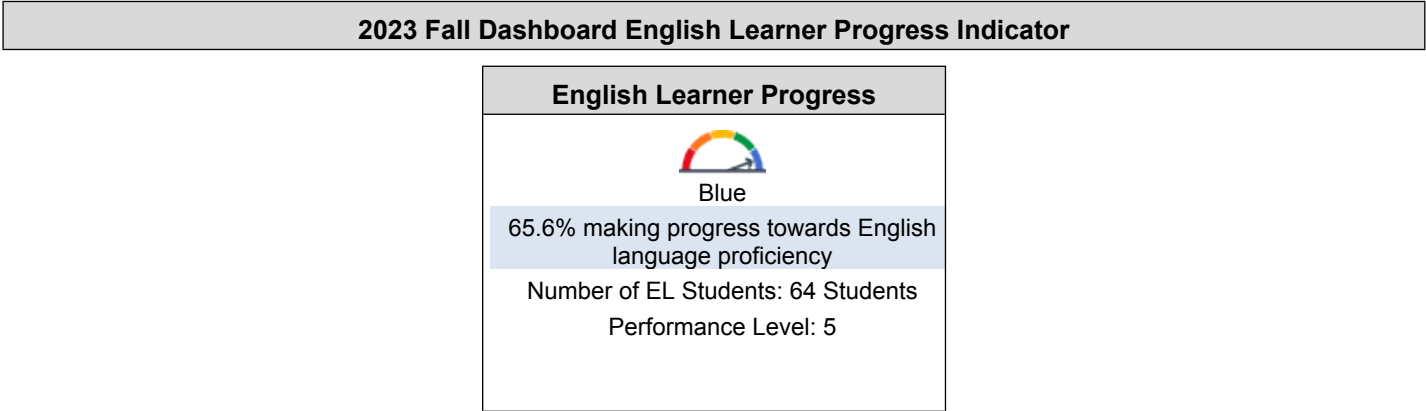 2023 Fall Dashboard English Learner Progress Indicator
English Learner Progress
Blue
65.6% making progress towards English
language proficiency
Number of EL Students: 64 Students
Performance Level: 5